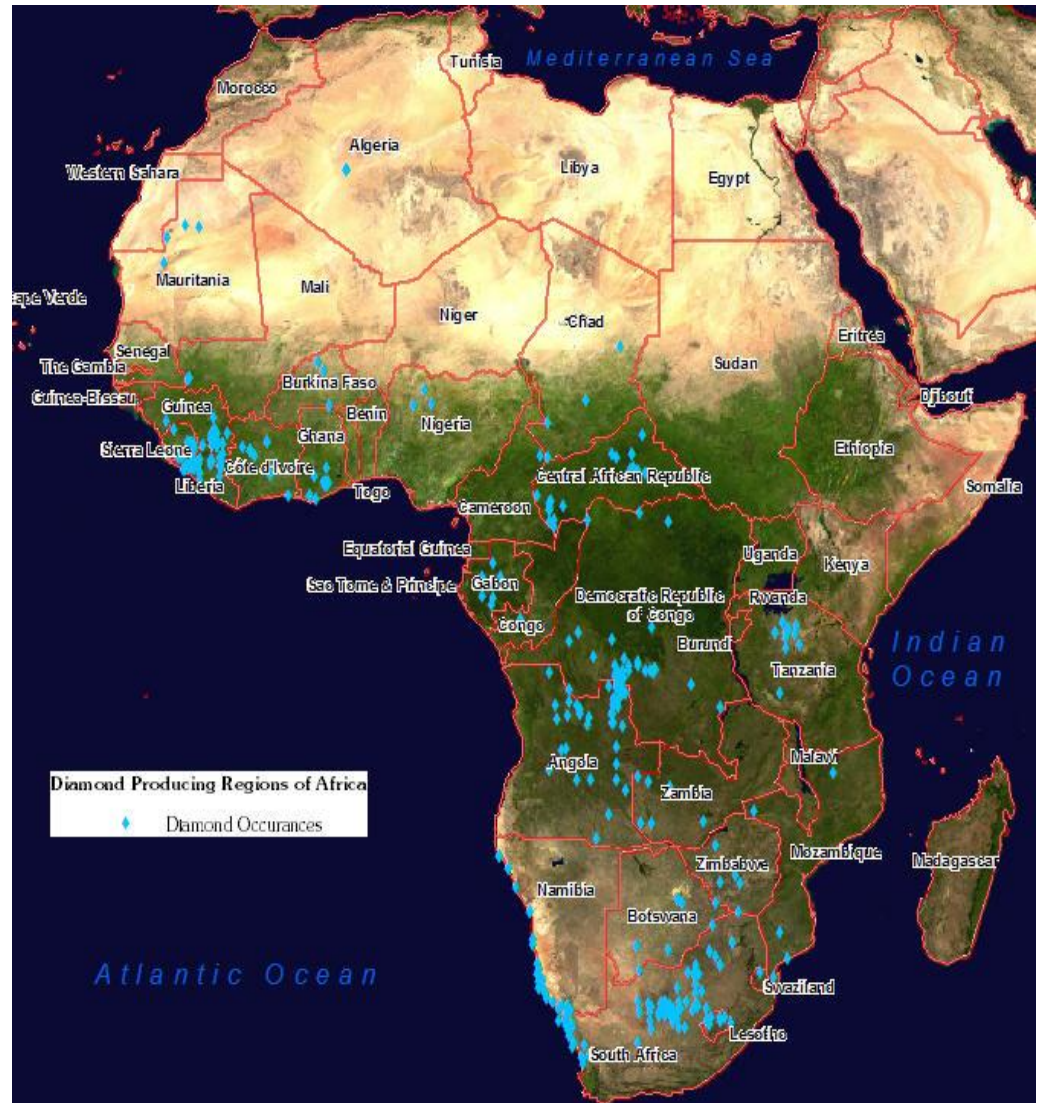 Mediterranean Sea
Tunisia
Morocco
Algeria
Western Sahara
Libya
Egypt
Mauritania
Mali
Cape Verde
Niger
Chad
Sudan
Eritrea
Senegal
The Gambia
Guinea-Bissau
Burkina Faso
Djibouti
Guinea
Benin
Nigeria
Ghana
Ethiopia
Sierra Leone
Côte d'Ivoire
Central African Republic
Somalia
Liberia
Togo
Cameroon
Equatorial Guinea
Uganda
Kenya
Sao Tome & Principe
Gabon
Rwanda
Democratic Republic
of Congo
Congo
Burundi
Indian
Ocean
Tanzania
Angola
Malawi
Diamond Producing Regions of Africa
Diamond Occurances
Zambia
Mozambique
Madagascar
Zimbabwe
Namibia
Botswana
Atlantic Ocean
Swaziland
Lesotho
South Africa